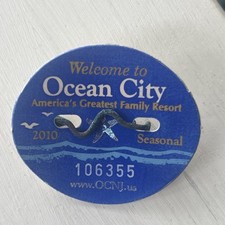 Welcome to
Ocean City
America's Greatest Family Resort
2010
Seasonal
106355
www.OCNJ.us